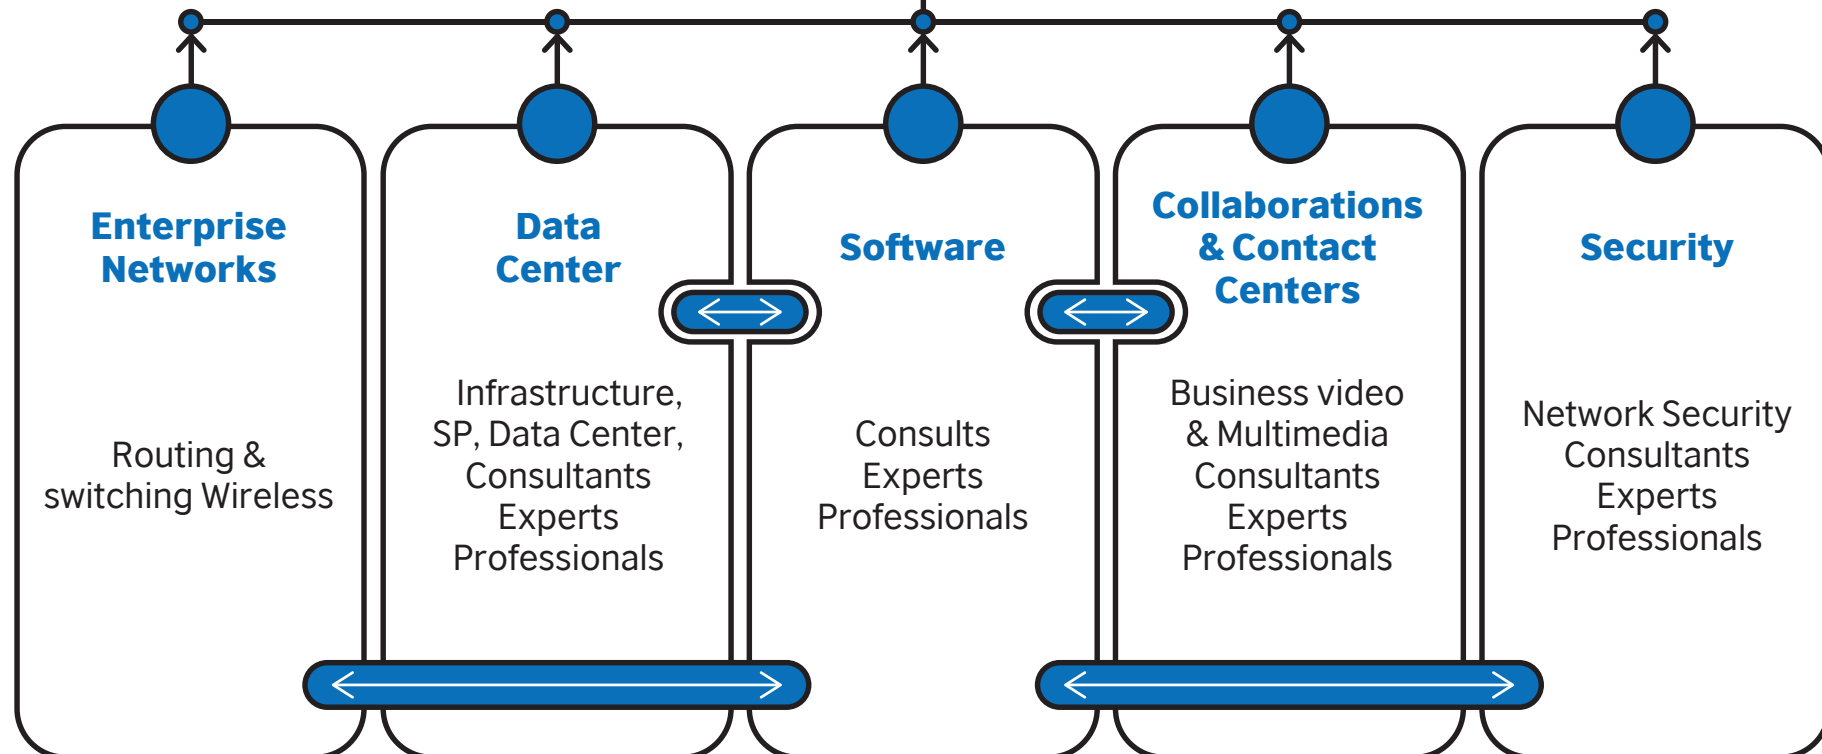 Enterprise
Networks
Routing &
switching Wireless
Data
Center
Infrastructure,
SP, Data Center,
Consultants
Experts
Professionals
Software
Consults
Experts
Professionals
Collaborations
& Contact
Centers
Business video
& Multimedia
Consultants
Experts
Professionals
Security
Network Security
Consultants
Experts
Professionals